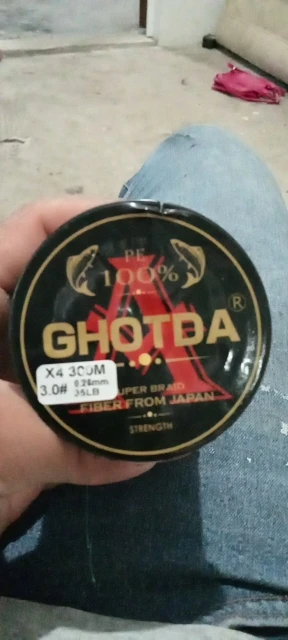 PE
100%
GHOTDA®
X4 300M
3.0# 0.26mm
35LB
SUPER BRAID
FIBER FROM JAPAN
STRENGTH